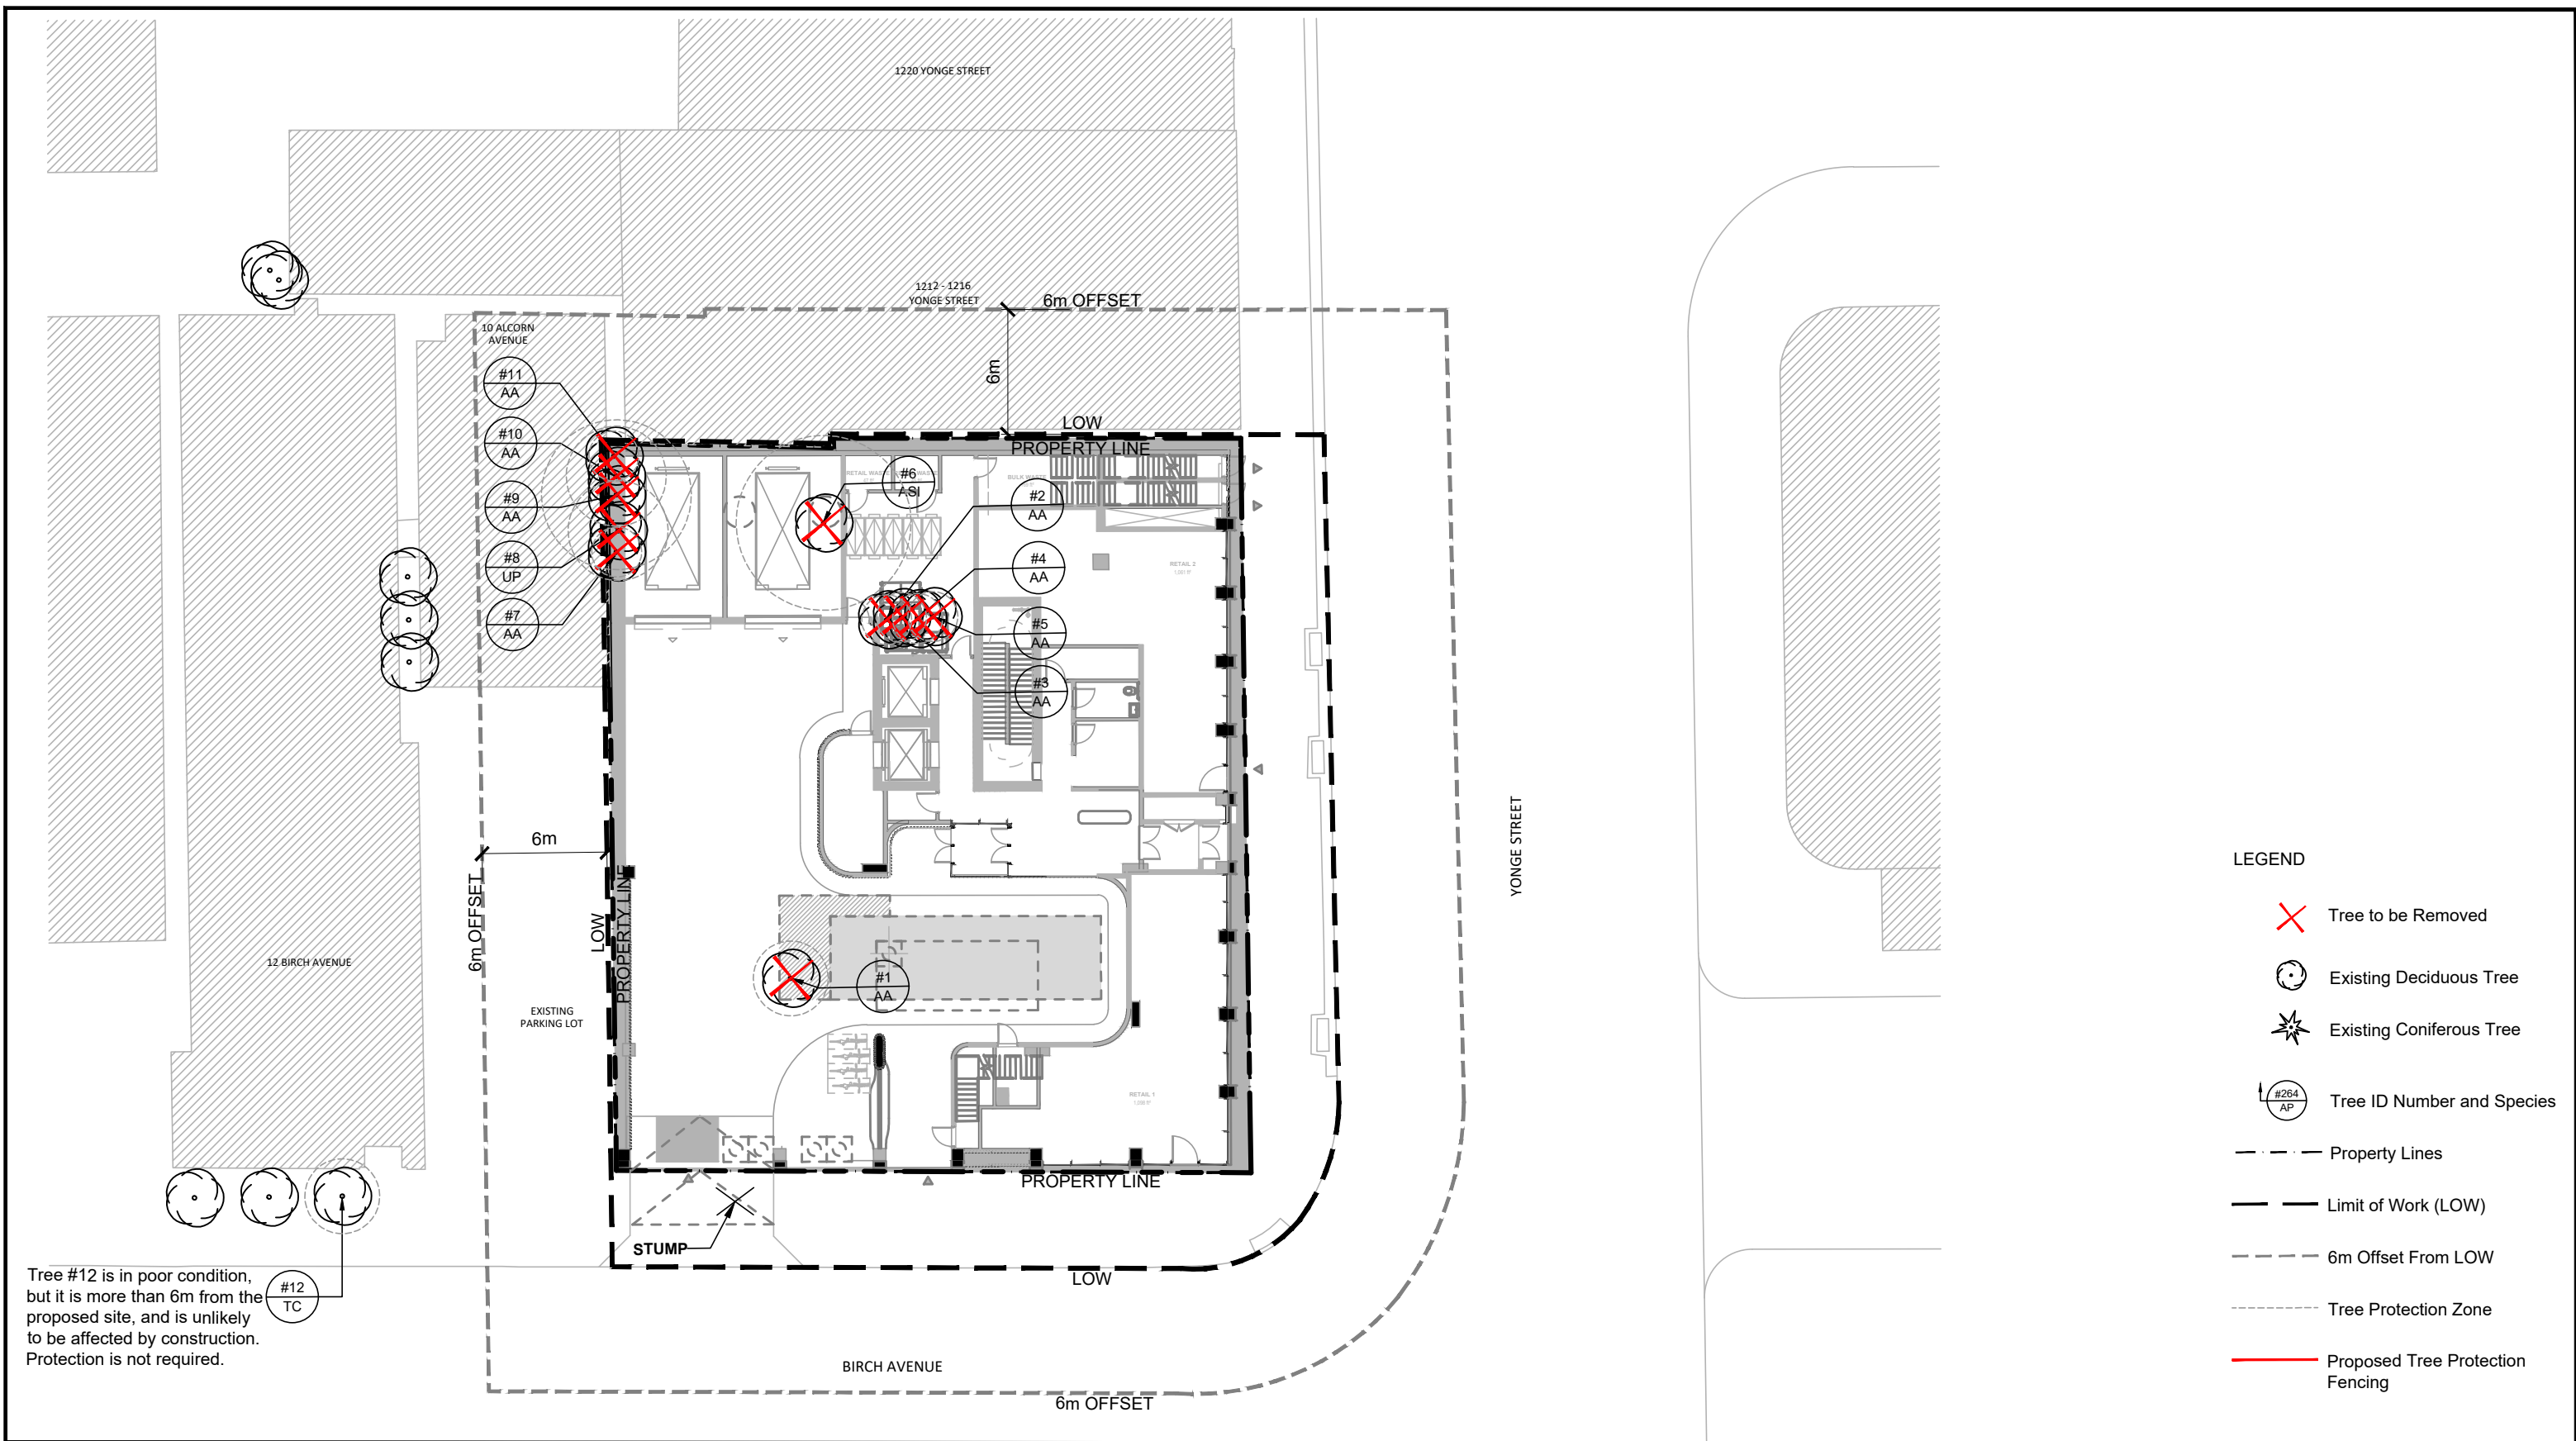 1220 YONGE STREET
1212 - 1216
YONGE STREET
6m OFFSET
10 ALCORN
AVENUE
6m
#11
AA
#10
AA
#9
AA
#8
UP
#7
AA
LOW
PROPERTY LINE
#6
ASI
#2
AA
#4
AA
#5
AA
#3
AA
RETAIL 2
6m
6m OFFSET
LOW
PROPERTY LINE
YONGE STREET
12 BIRCH AVENUE
EXISTING
PARKING LOT
#1
AA
RETAIL 1
PROPERTY LINE
STUMP
LOW
Tree #12 is in poor condition,
but it is more than 6m from the
proposed site, and is unlikely
to be affected by construction.
Protection is not required.
#12
TC
BIRCH AVENUE
6m OFFSET
LEGEND
Tree to be Removed
Existing Deciduous Tree
Existing Coniferous Tree
#264
AP
Tree ID Number and Species
Property Lines
Limit of Work (LOW)
6m Offset From LOW
Tree Protection Zone
Proposed Tree Protection
Fencing